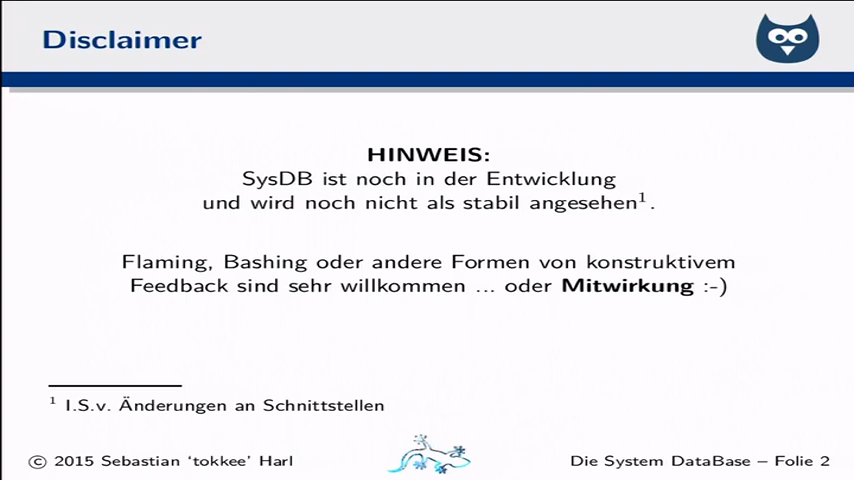 Disclaimer
HINWEIS:
SysDB ist noch in der Entwicklung
und wird noch nicht als stabil angesehen¹.
Flaming, Bashing oder andere Formen von konstruktivem
Feedback sind sehr willkommen ... oder Mitwirkung :-)
¹ I.S.v. Änderungen an Schnittstellen
© 2015 Sebastian ‘tokkee’ Harl
Die System DataBase – Folie 2